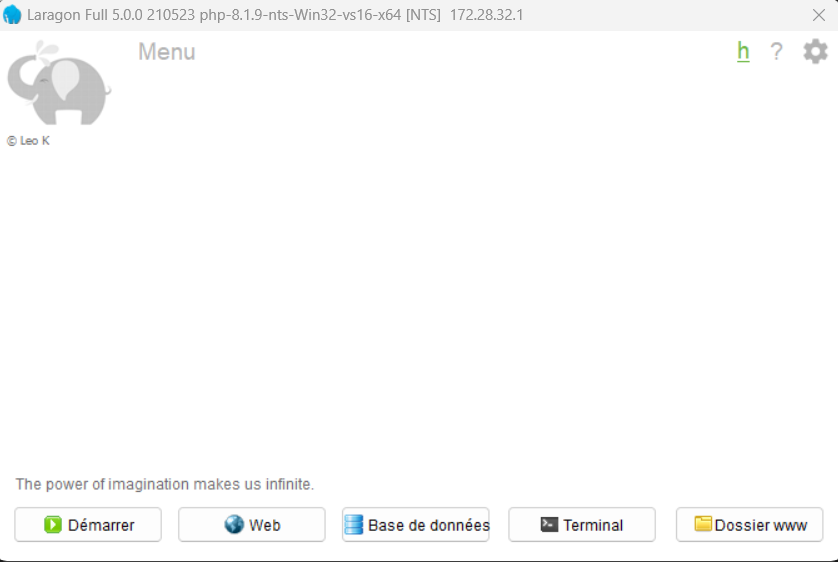 Laragon Full 5.0.0 210523 php-8.1.9-nts-Win32-vs16-x64 [NTS] 172.28.32.1
Menu
h ?
© Leo K
The power of imagination makes us infinite.
Démarrer Web Base de données Terminal Dossier www